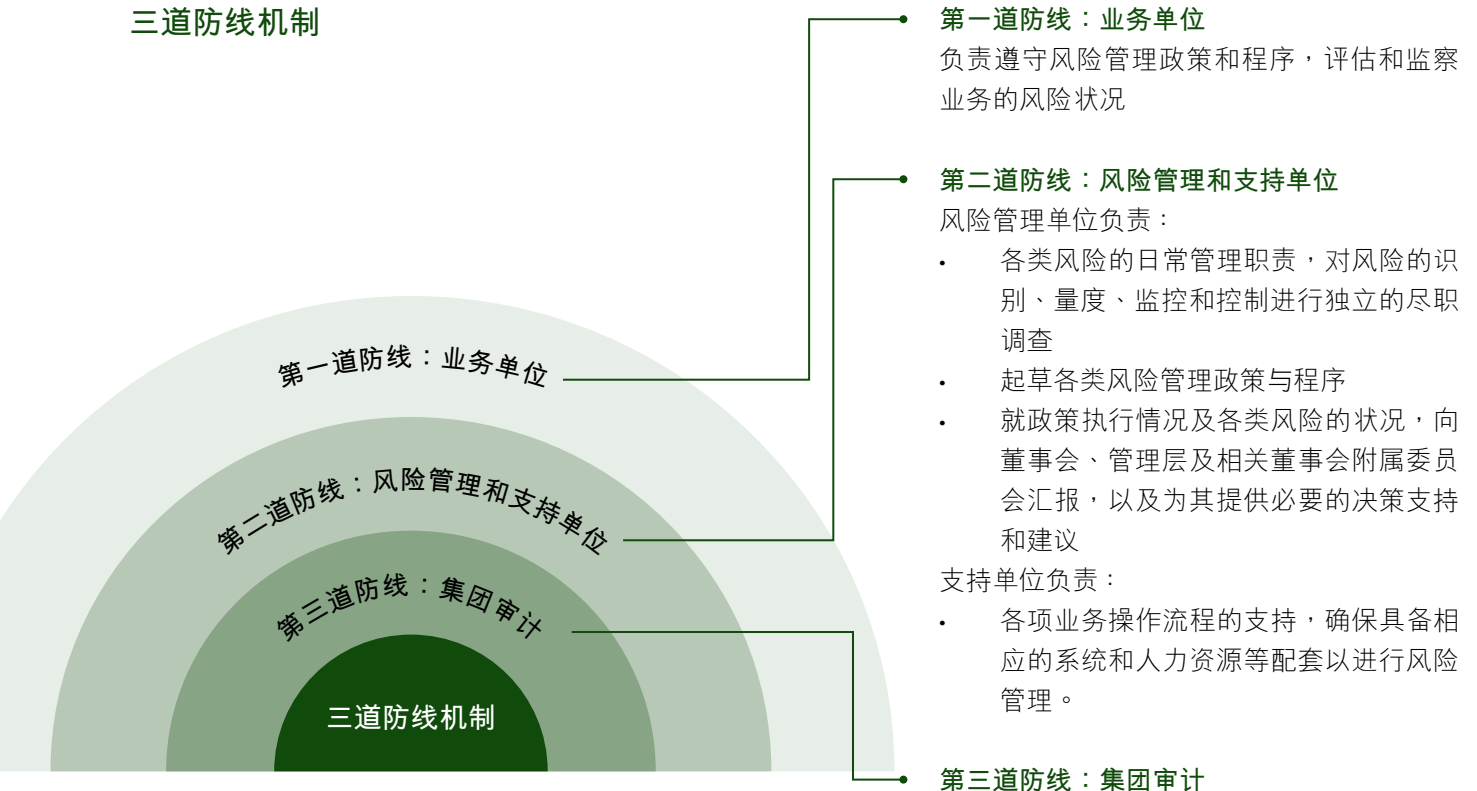 三道防线机制
第一道防线：业务单位
负责遵守风险管理政策和程序，评估和监察
业务的风险状况
第二道防线：风险管理和支持单位
风险管理单位负责：
• 各类风险的日常管理职责，对风险的识
别、量度、监控和控制进行独立的尽职
调查
• 起草各类风险管理政策与程序
• 就政策执行情况及各类风险的状况，向
董事会、管理层及相关董事会附属委员
会汇报，以及为其提供必要的决策支持
和建议
支持单位负责：
• 各项业务操作流程的支持，确保具备相
应的系统和人力资源等配套以进行风险
管理。
第三道防线：集团审计
第一道防线：业务单位
第二道防线：风险管理和支持单位
第三道防线：集团审计
三道防线机制